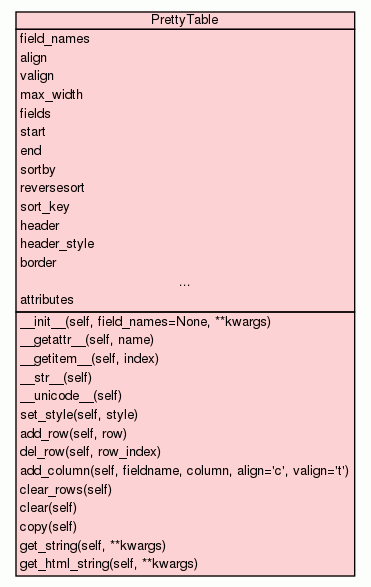 PrettyTable
field_names
align
valign
max_width
fields
start
end
sortby
reversesort
sort_key
header
header_style
border
...
attributes
__init__(self, field_names=None, **kwargs)
__getattr__(self, name)
__getitem__(self, index)
__str__(self)
__unicode__(self)
set_style(self, style)
add_row(self, row)
del_row(self, row_index)
add_column(self, fieldname, column, align='c', valign='t')
clear_rows(self)
clear(self)
copy(self)
get_string(self, **kwargs)
get_html_string(self, **kwargs)